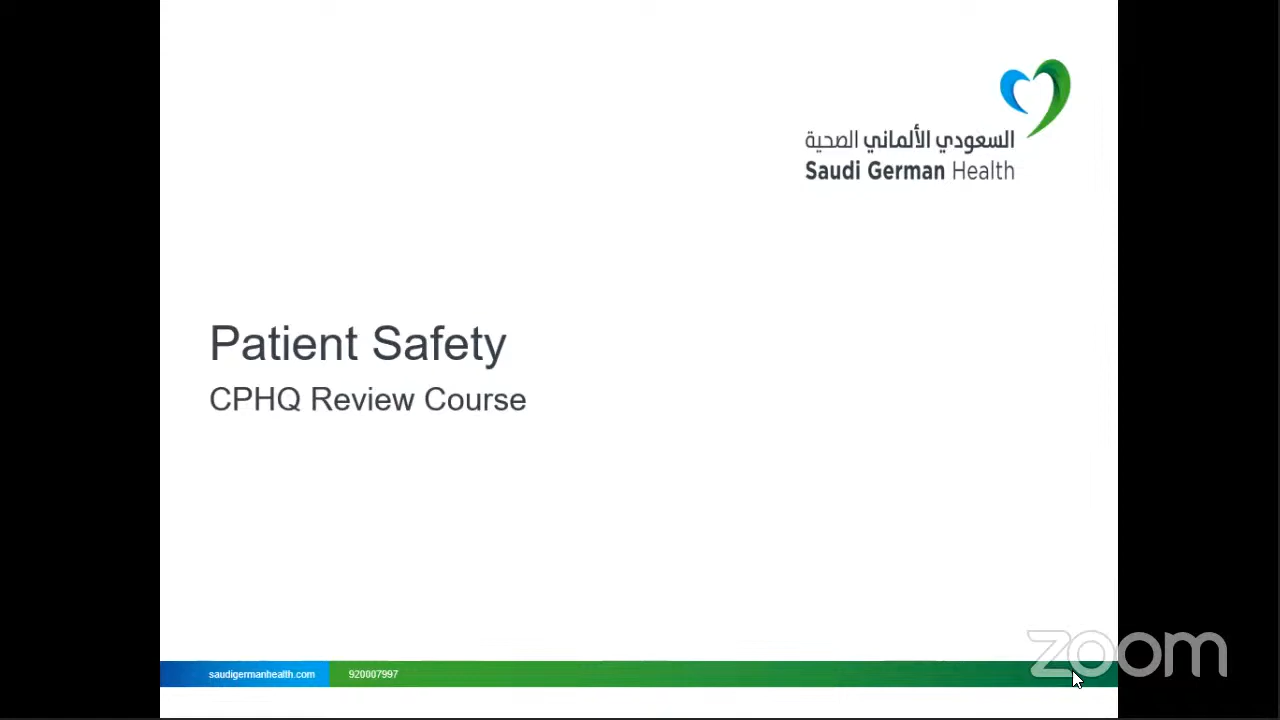 السعودي الألماني الصحية
Saudi German Health
Patient Safety
CPHQ Review Course
saudigermanhealth.com
920007997
zoom